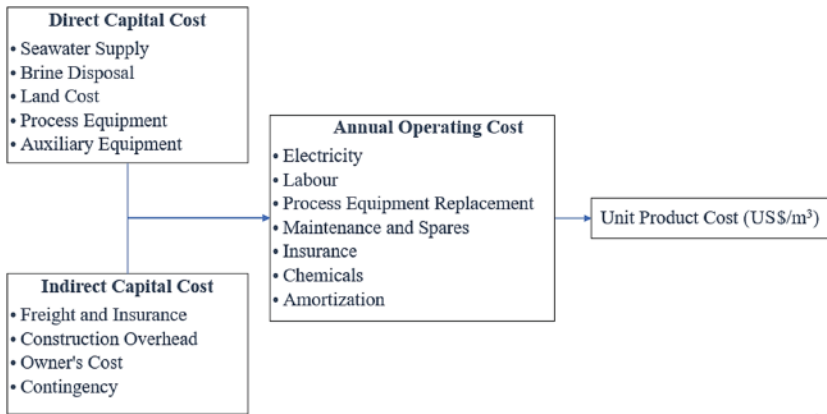 Direct Capital Cost
• Seawater Supply
• Brine Disposal
• Land Cost
• Process Equipment
• Auxiliary Equipment
Annual Operating Cost
• Electricity
• Labour
• Process Equipment Replacement
• Maintenance and Spares
• Insurance
• Chemicals
• Amortization
Unit Product Cost (US$/m³)
Indirect Capital Cost
• Freight and Insurance
• Construction Overhead
• Owner's Cost
• Contingency